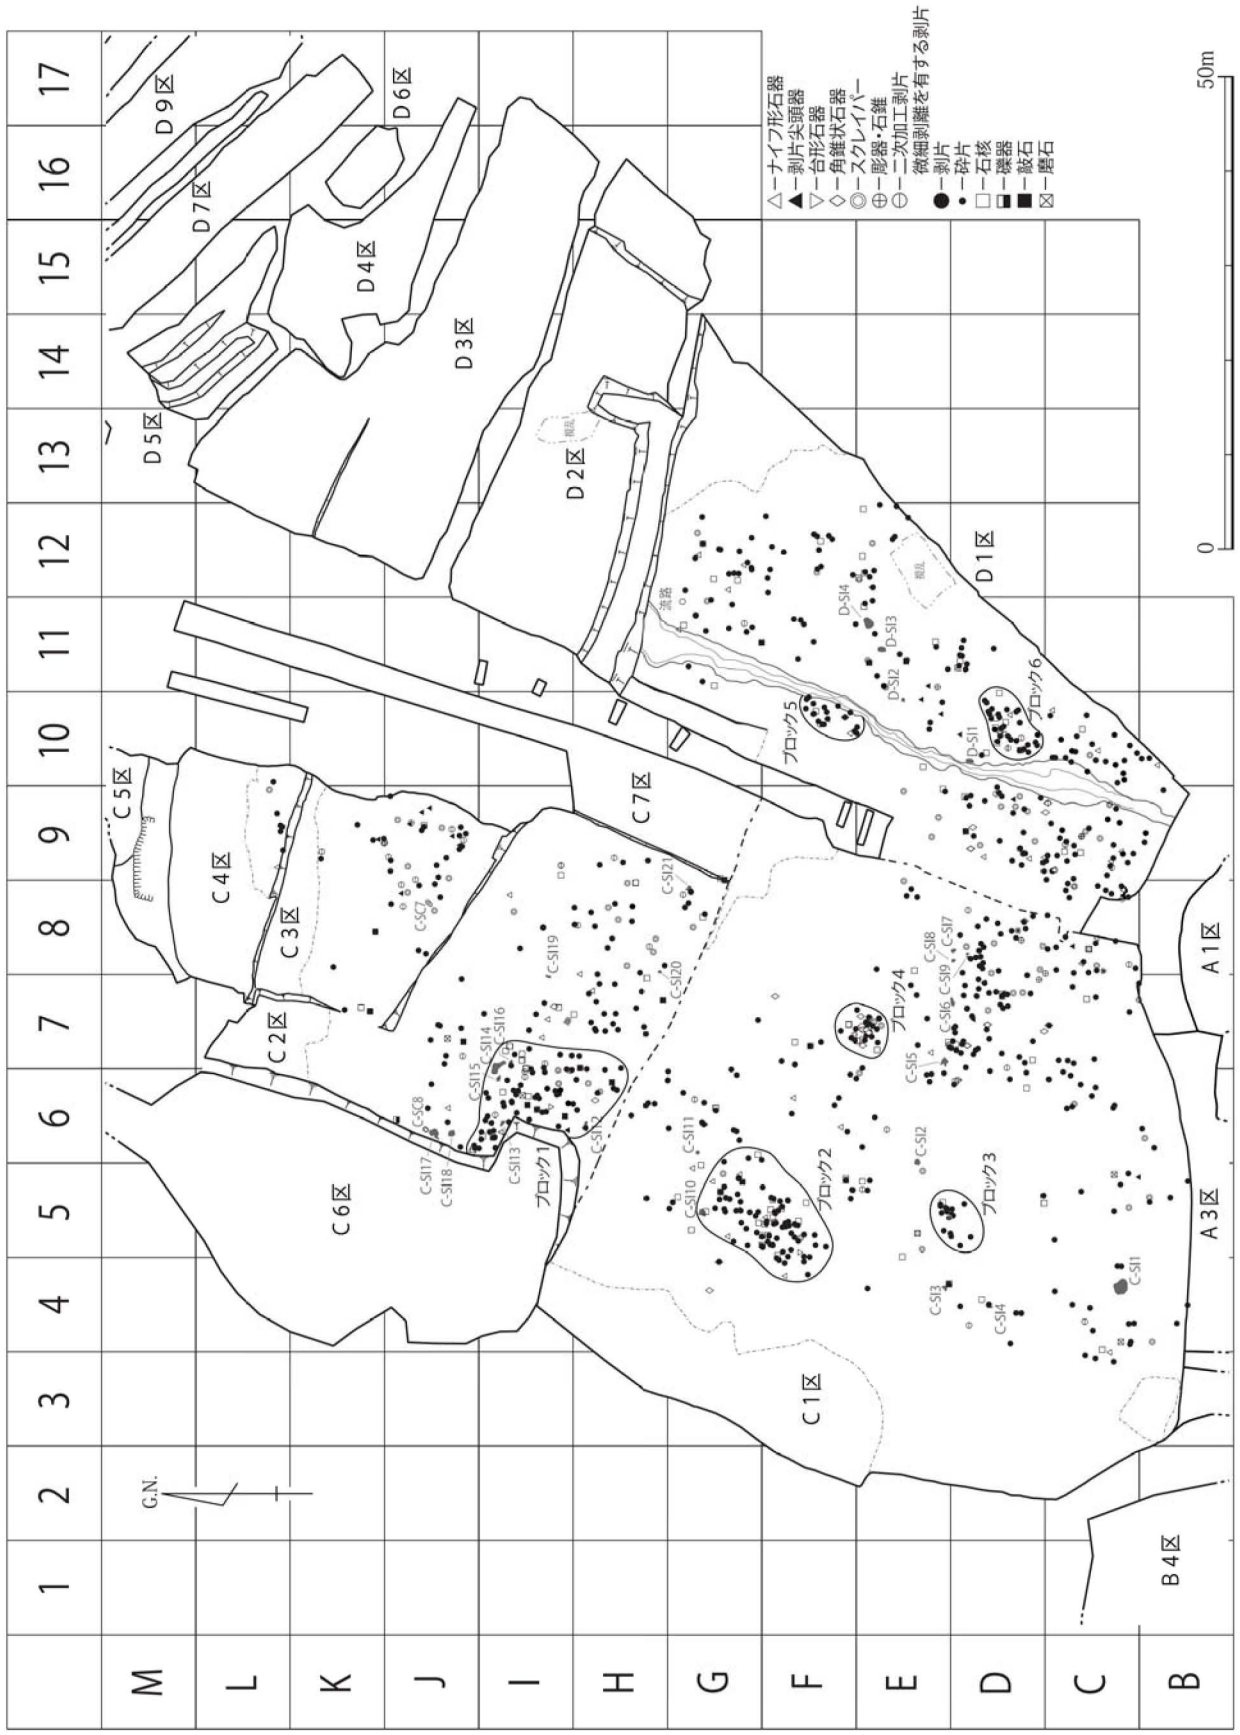 1
2
3
4
5
6
7
8
9
10
11
12
13
14
15
16
17
M
L
K
J
I
H
G
F
E
D
C
B
G.N.
D9区
D7区
D6区
D4区
D3区
D5区
D2区
撹乱
C5区
C4区
C3区
C2区
C6区
C7区
C1区
D1区
撹乱
流路
A1区
A3区
B4区
C-SC7
C-SC8
C-SI17
C-SI18
C-SI15
C-SI14
C-SI16
C-SI13
C-SI12
C-SI19
C-SI20
C-SI21
C-SI10
C-SI11
C-SI2
C-SI3
C-SI4
C-SI1
C-SI5
C-SI6
C-SI9
C-SI8
C-SI7
D-SI4
D-SI3
D-SI2
D-SI1
ブロック1
ブロック2
ブロック3
ブロック4
ブロック5
ブロック6
△－ナイフ形石器
▲－剥片尖頭器
▽－台形石器
◇－角錐状石器
◎－スクレイパー
⊕－彫器・石錐
⊖－二次加工剥片
微細剥離を有する剥片
●－剥片
•－砕片
□－石核
－礫器
■－敲石
⊠－磨石
0
50m